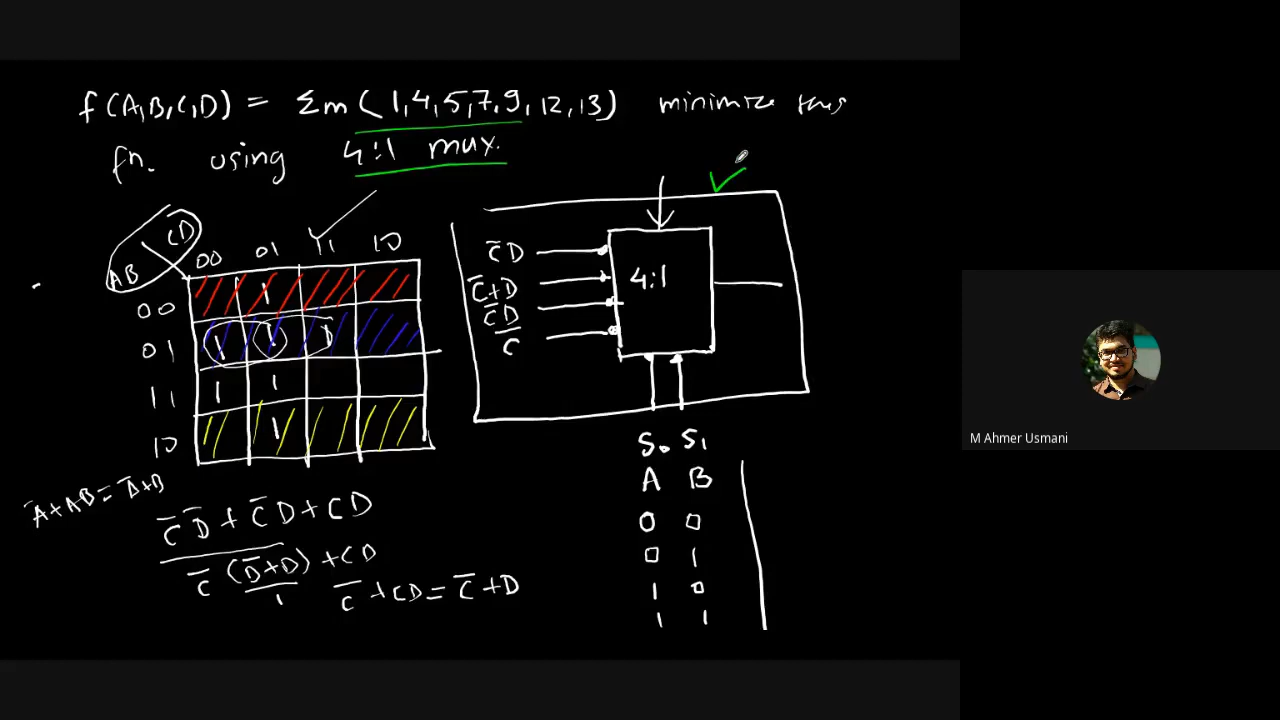 f(A,B,C,D) = Σm(1,4,5,7,9,12,13) minimize this
fn. using 4:1 mux.
AB CD
00 01 11 10
00 1
01 1 1 1
11 1 1
10 1
C̅D
C̅+D
C̅D
C̅
4:1
S₀ S₁
A B
0 0
0 1
1 0
1 1
A̅+AB = A̅+B
C̅D̅ + C̅D + CD
C̅(D̅+D) + CD
1
C̅ + CD = C̅+D
M Ahmer Usmani